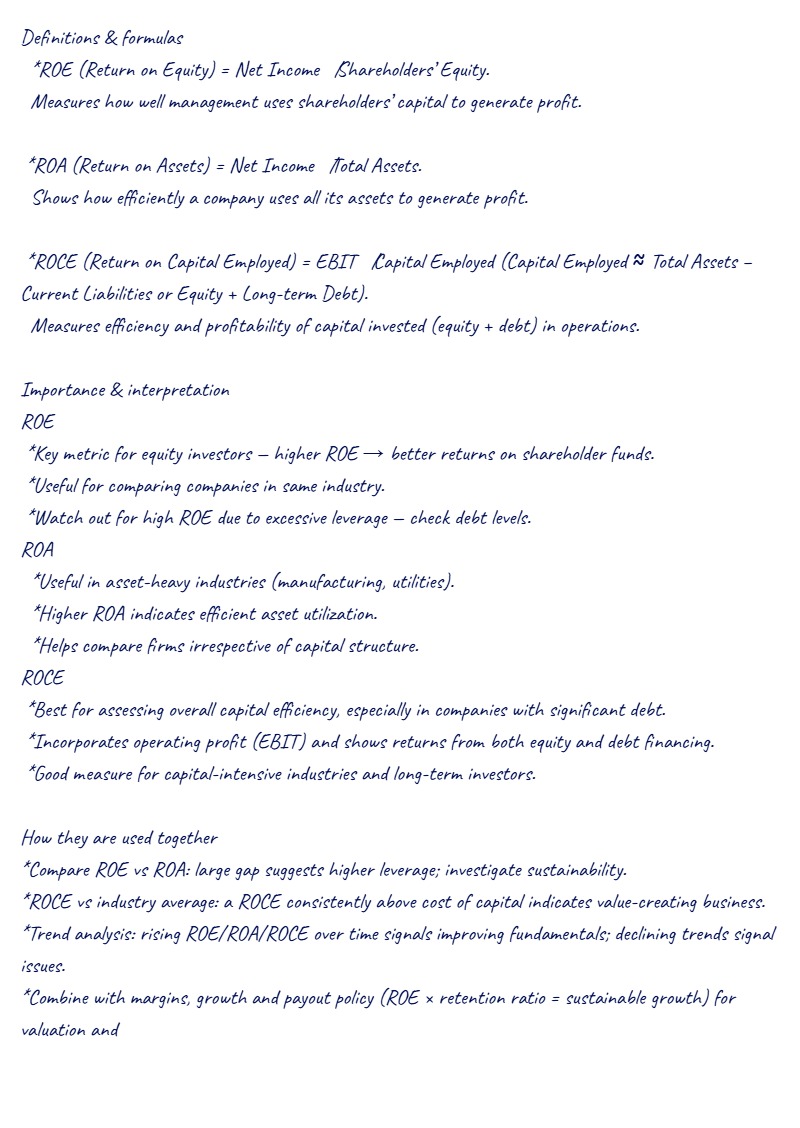 Definitions & formulas
*ROE (Return on Equity) = Net Income / Shareholders' Equity.
Measures how well management uses shareholders' capital to generate profit.
*ROA (Return on Assets) = Net Income / Total Assets.
Shows how efficiently a company uses all its assets to generate profit.
*ROCE (Return on Capital Employed) = EBIT / Capital Employed (Capital Employed ≈ Total Assets –
Current Liabilities or Equity + Long-term Debt).
Measures efficiency and profitability of capital invested (equity + debt) in operations.
Importance & interpretation
ROE
*Key metric for equity investors – higher ROE → better returns on shareholder funds.
*Useful for comparing companies in same industry.
*Watch out for high ROE due to excessive leverage – check debt levels.
ROA
*Useful in asset-heavy industries (manufacturing, utilities).
*Higher ROA indicates efficient asset utilization.
*Helps compare firms irrespective of capital structure.
ROCE
*Best for assessing overall capital efficiency, especially in companies with significant debt.
*Incorporates operating profit (EBIT) and shows returns from both equity and debt financing.
*Good measure for capital-intensive industries and long-term investors.
How they are used together
*Compare ROE vs ROA: large gap suggests higher leverage; investigate sustainability.
*ROCE vs industry average: a ROCE consistently above cost of capital indicates value-creating business.
*Trend analysis: rising ROE/ROA/ROCE over time signals improving fundamentals; declining trends signal
issues.
*Combine with margins, growth and payout policy (ROE × retention ratio = sustainable growth) for
valuation and